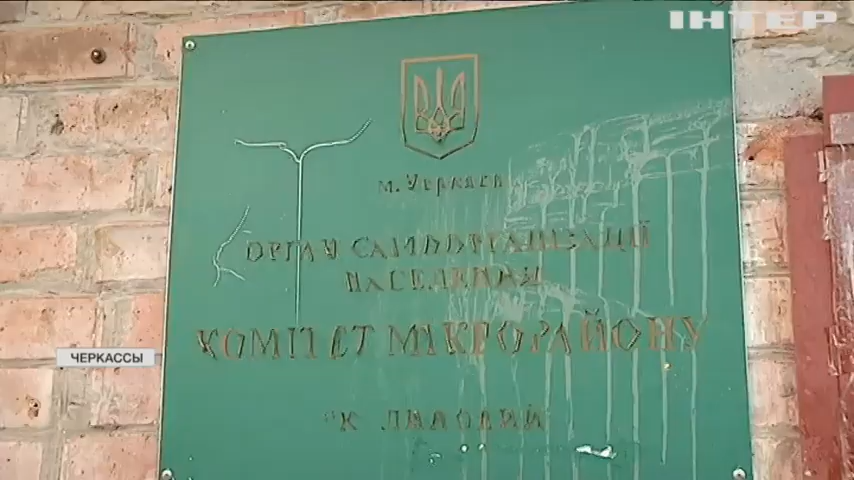 ІНТЕР
м. Черкаси
ОРГАН САМООРГАНІЗАЦІЇ
НАСЕЛЕННЯ
КОМІТЕТ МІКРОРАЙОНУ
ЧЕРКАССЫ